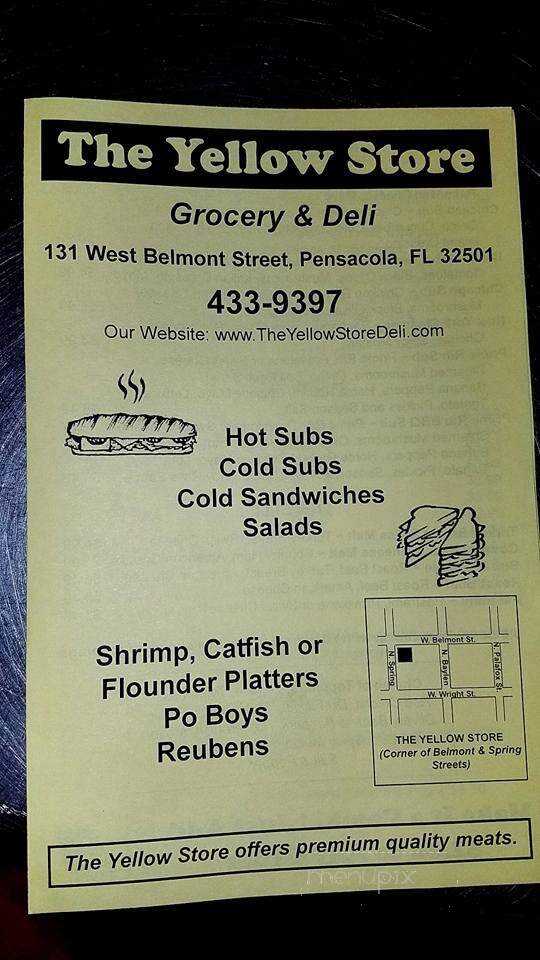 The Yellow Store
Grocery & Deli
131 West Belmont Street, Pensacola, FL 32501
433-9397
Our Website: www.TheYellowStoreDeli.com
Hot Subs
Cold Subs
Cold Sandwiches
Salads
Shrimp, Catfish or
Flounder Platters
Po Boys
Reubens
W. Belmont St.
N. Spring
N. Baylen
N. Palafox St.
W. Wright St.
THE YELLOW STORE
(Corner of Belmont & Spring
Streets)
The Yellow Store offers premium quality meats.
menupix